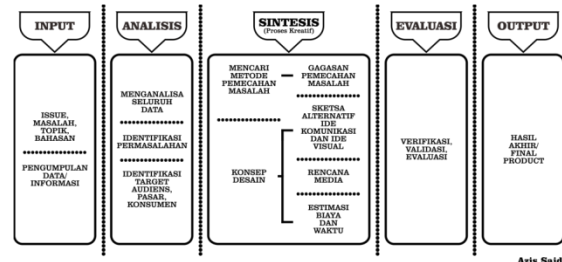 INPUT
ISSUE,
MASALAH,
TOPIK,
BAHASAN
PENGUMPULAN
DATA/
INFORMASI
ANALISIS
MENGANALISA
SELURUH
DATA
IDENTIFIKASI
PERMASALAHAN
IDENTIFIKASI
TARGET
AUDIENS,
PASAR,
KONSUMEN
SINTESIS
(Proses Kreatif)
MENCARI
METODE
PEMECAHAN
MASALAH
GAGASAN
PEMECAHAN
MASALAH
KONSEP
DESAIN
SKETSA
ALTERNATIF
IDE
KOMUNIKASI
DAN IDE
VISUAL
RENCANA
MEDIA
ESTIMASI
BIAYA
DAN
WAKTU
EVALUASI
VERIFIKASI,
VALIDASI,
EVALUASI
OUTPUT
HASIL
AKHIR/
FINAL
PRODUCT
Azis Said